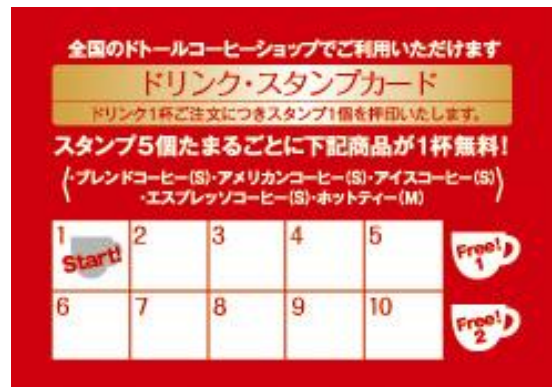 全国のドトールコーヒーショップでご利用いただけます
ドリンク・スタンプカード
ドリンク1杯ご注文につきスタンプ1個を押印いたします。
スタンプ5個たまるごとに下記商品が1杯無料!
(・ブレンドコーヒー(S)・アメリカンコーヒー(S)・アイスコーヒー(S)
・エスプレッソコーヒー(S)・ホットティー(M))
1 Start! 2 3 4 5 Free! 1
6 7 8 9 10 Free! 2